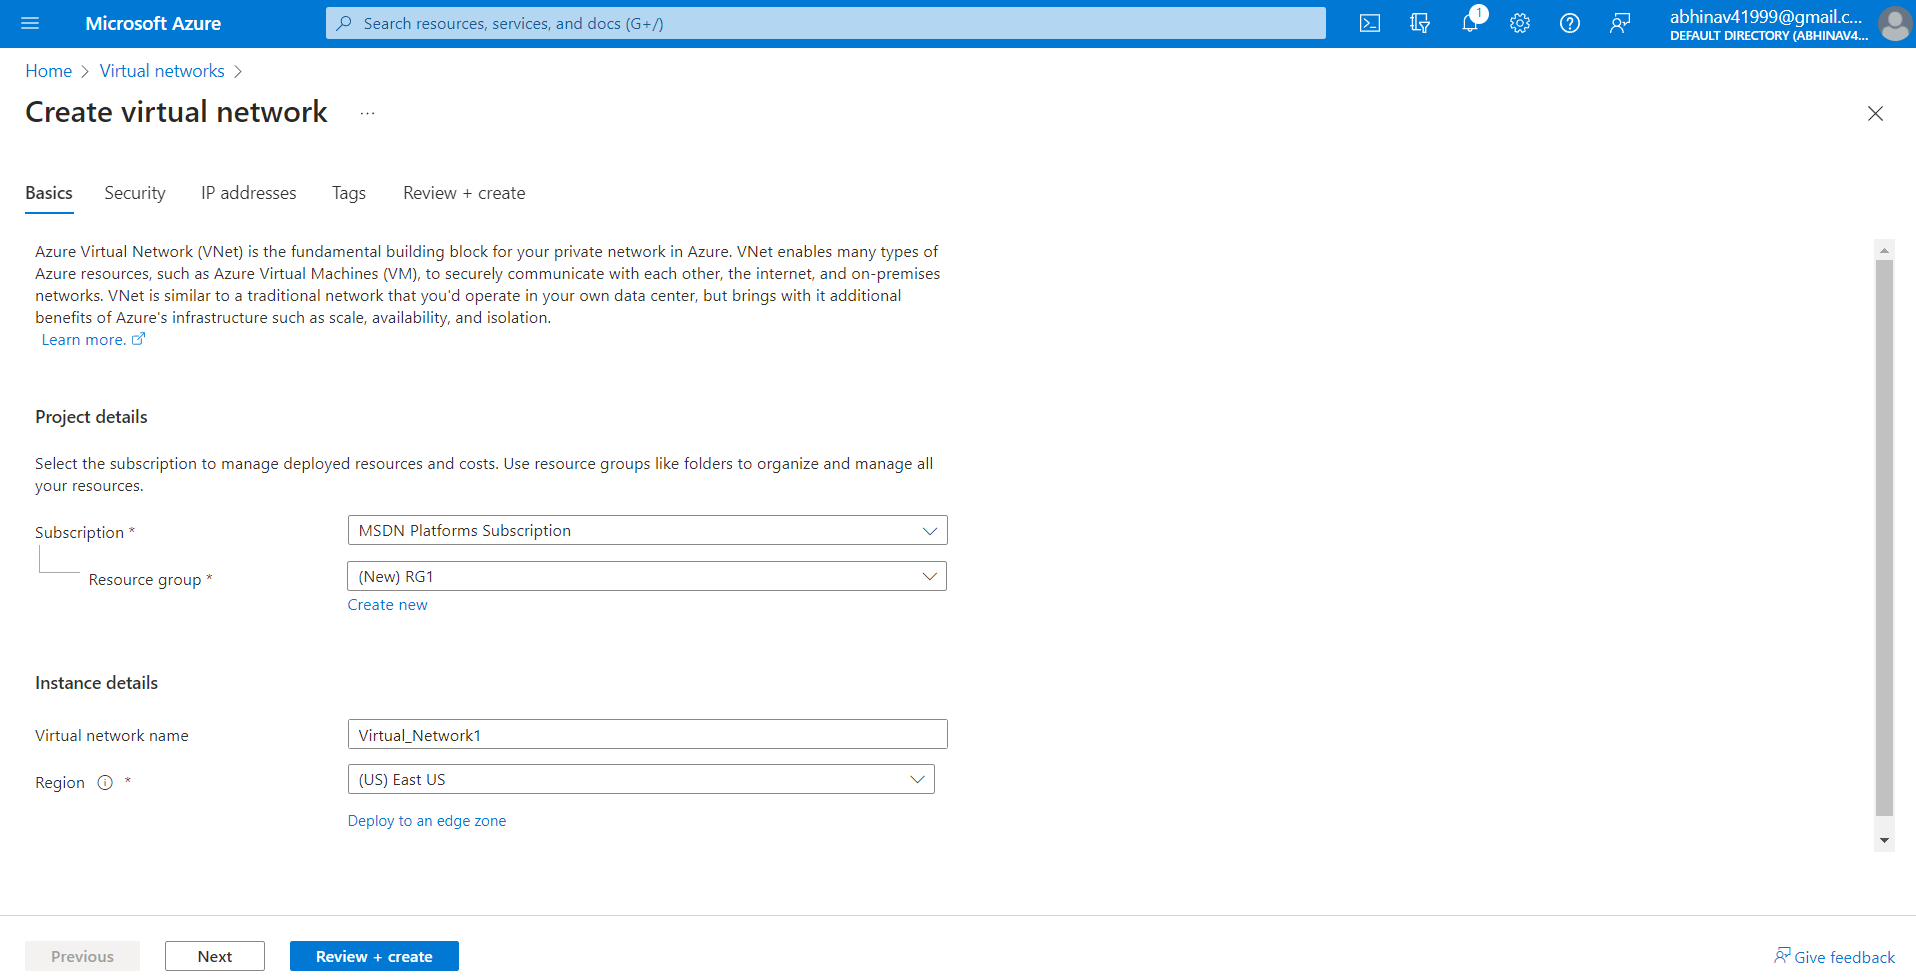 Microsoft Azure
Search resources, services, and docs (G+/)
1
abhinav41999@gmail.c...
DEFAULT DIRECTORY (ABHINAV4...
Home > Virtual networks >
Create virtual network ...
Basics Security IP addresses Tags Review + create
Azure Virtual Network (VNet) is the fundamental building block for your private network in Azure. VNet enables many types of
Azure resources, such as Azure Virtual Machines (VM), to securely communicate with each other, the internet, and on-premises
networks. VNet is similar to a traditional network that you'd operate in your own data center, but brings with it additional
benefits of Azure's infrastructure such as scale, availability, and isolation.
Learn more.
Project details
Select the subscription to manage deployed resources and costs. Use resource groups like folders to organize and manage all
your resources.
Subscription * MSDN Platforms Subscription
Resource group * (New) RG1
Create new
Instance details
Virtual network name Virtual_Network1
Region * (US) East US
Deploy to an edge zone
Previous Next Review + create Give feedback